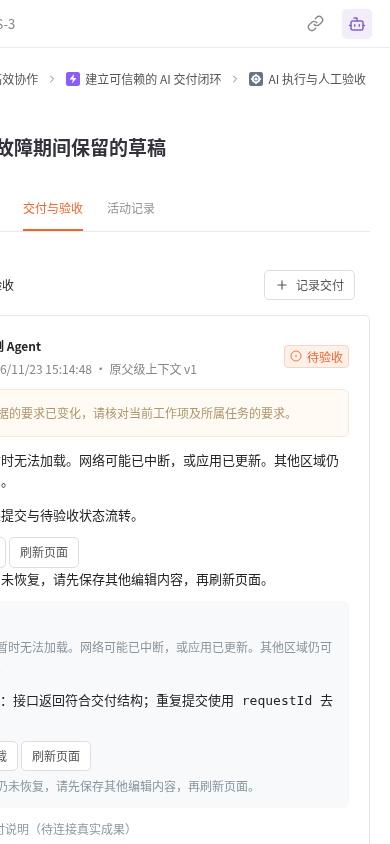 S-3
高效协作 > 建立可信赖的 AI 交付闭环 > AI 执行与人工验收
故障期间保留的草稿
交付与验收 活动记录
验收 + 记录交付
Agent
待验收
6/11/23 15:14:48 · 原父级上下文 v1
据的要求已变化，请核对当前工作项及所属任务的要求。
时无法加载。网络可能已中断，或应用已更新。其他区域仍
。
提交与待验收状态流转。
刷新页面
未恢复，请先保存其他编辑内容，再刷新页面。
暂时无法加载。网络可能已中断，或应用已更新。其他区域仍可
：接口返回符合交付结构；重复提交使用 requestId 去
载 刷新页面
仍未恢复，请先保存其他编辑内容，再刷新页面。
付说明（待连接真实成果）